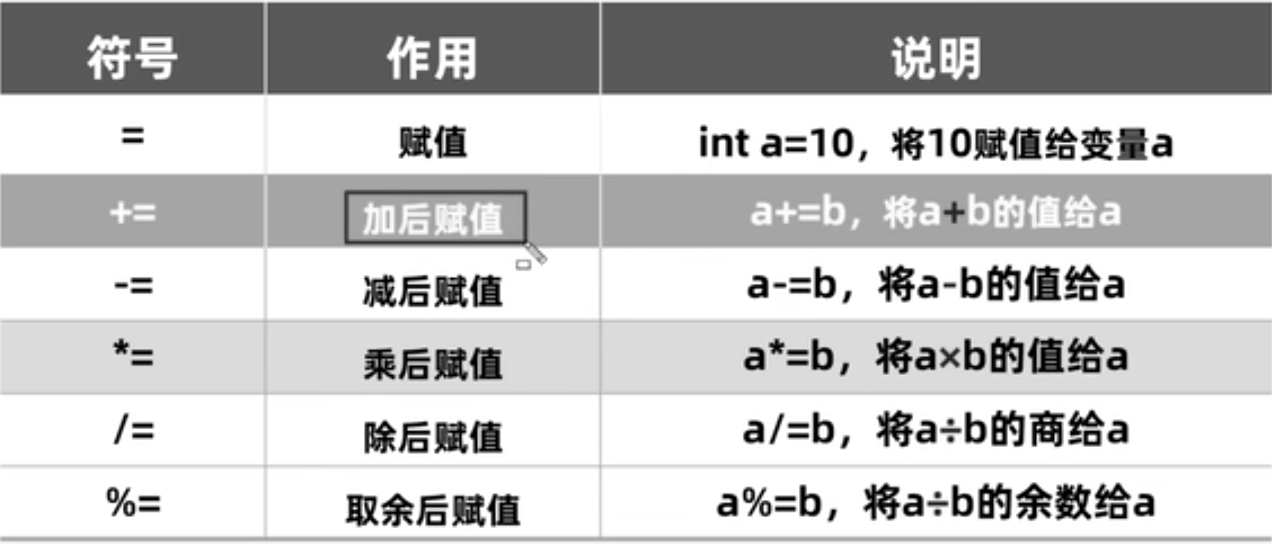 符号 作用 说明
= 赋值 int a=10，将10赋值给变量a
+= 加后赋值 a+=b，将a+b的值给a
-= 减后赋值 a-=b，将a-b的值给a
*= 乘后赋值 a*=b，将a×b的值给a
/= 除后赋值 a/=b，将a÷b的商给a
%= 取余后赋值 a%=b，将a÷b的余数给a